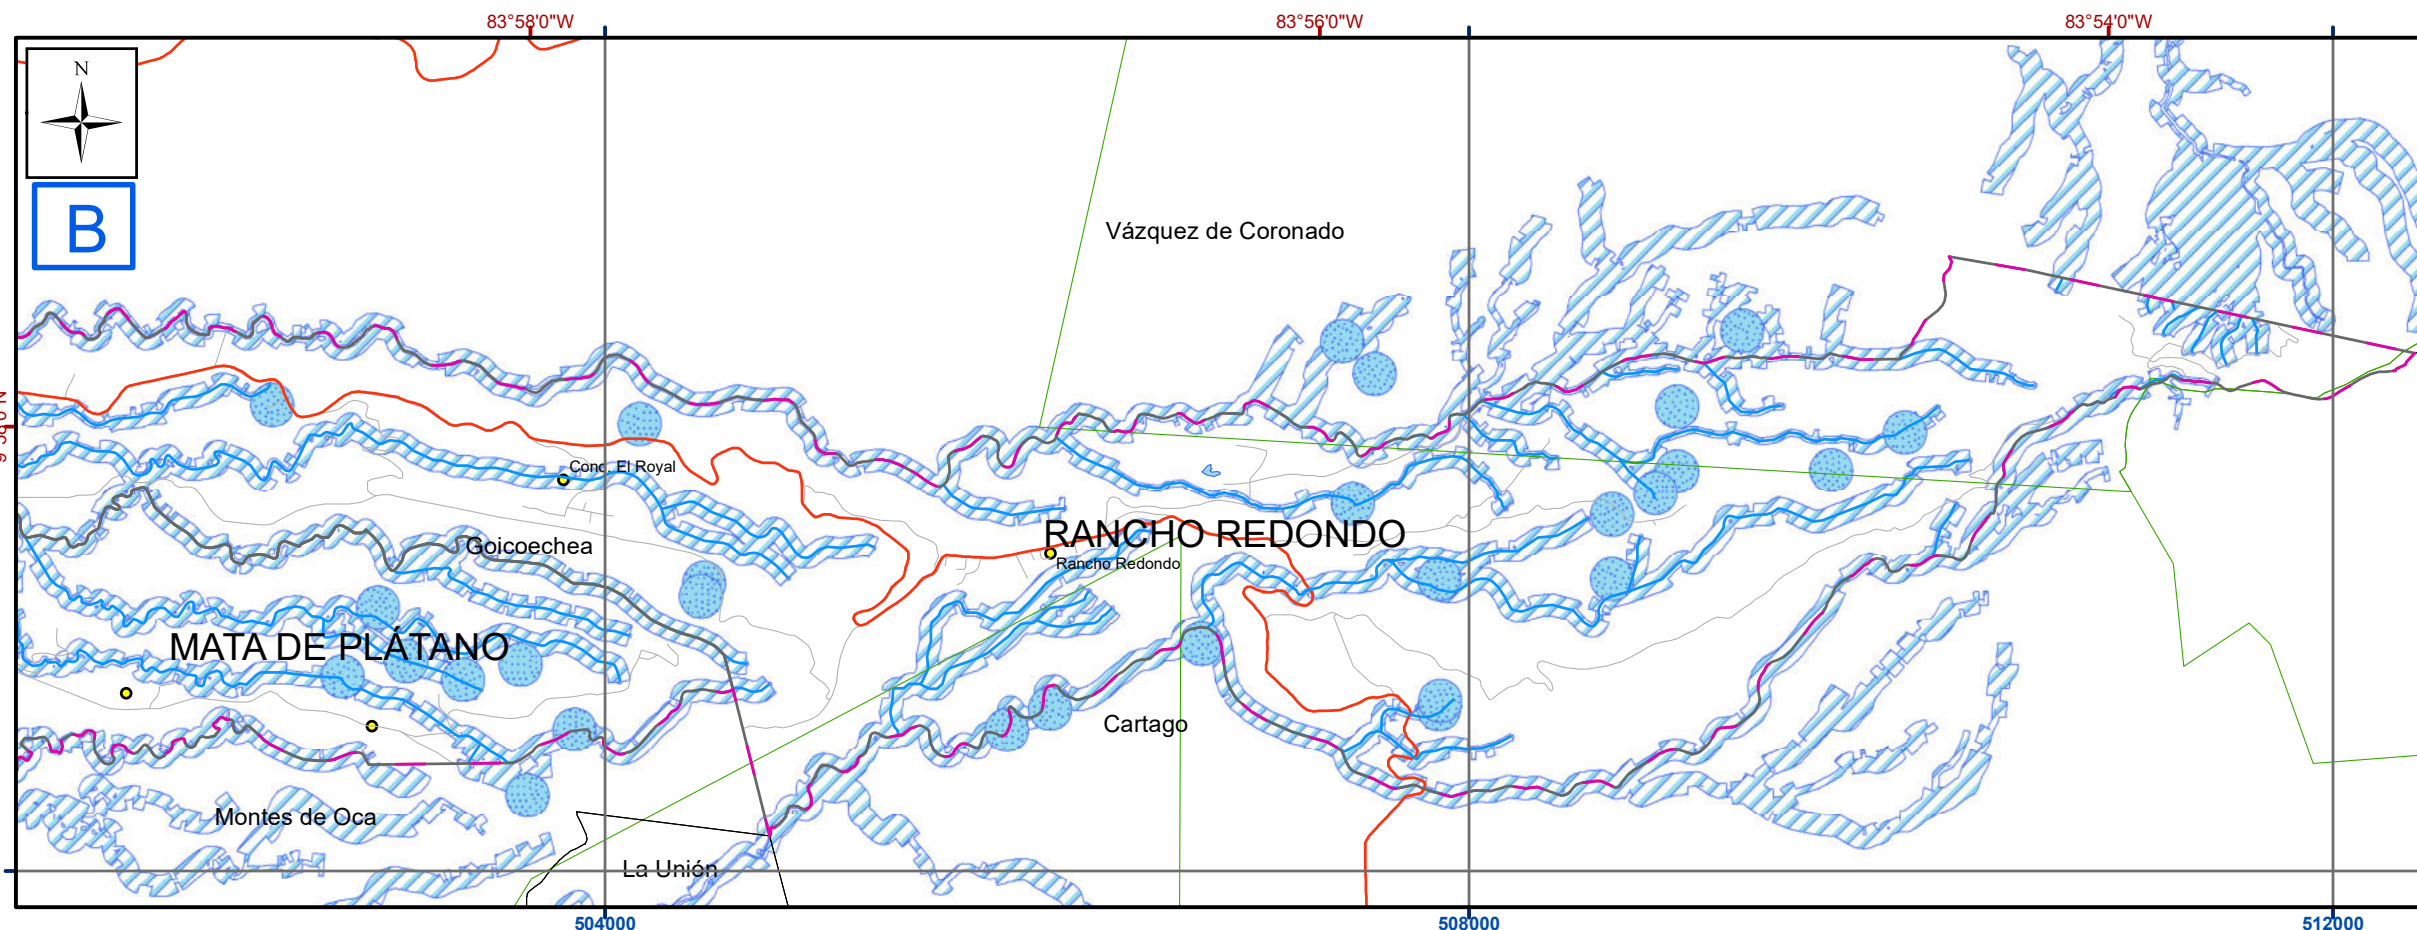 83°58'0"W 83°56'0"W 83°54'0"W
N
B
Vázquez de Coronado
Cond. El Royal
RANCHO REDONDO
Goicoechea
Rancho Redondo
MATA DE PLÁTANO
Cartago
Montes de Oca
La Unión
504000 508000 512000